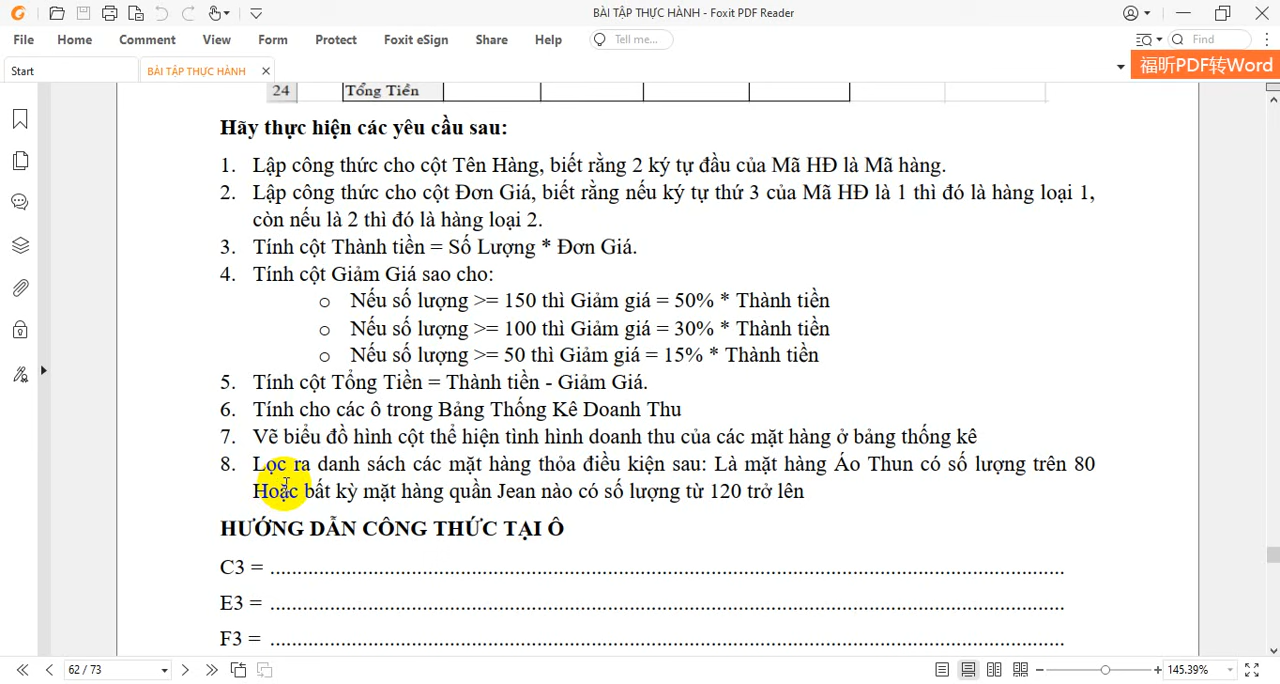 BÀI TẬP THỰC HÀNH - Foxit PDF Reader
File Home Comment View Form Protect Foxit eSign Share Help Tell me... Find
Start BÀI TẬP THỰC HÀNH 福昕PDF转Word
24 Tổng Tiền
Hãy thực hiện các yêu cầu sau:
1. Lập công thức cho cột Tên Hàng, biết rằng 2 ký tự đầu của Mã HĐ là Mã hàng.
2. Lập công thức cho cột Đơn Giá, biết rằng nếu ký tự thứ 3 của Mã HĐ là 1 thì đó là hàng loại 1,
còn nếu là 2 thì đó là hàng loại 2.
3. Tính cột Thành tiền = Số Lượng * Đơn Giá.
4. Tính cột Giảm Giá sao cho:
o Nếu số lượng >= 150 thì Giảm giá = 50% * Thành tiền
o Nếu số lượng >= 100 thì Giảm giá = 30% * Thành tiền
o Nếu số lượng >= 50 thì Giảm giá = 15% * Thành tiền
5. Tính cột Tổng Tiền = Thành tiền - Giảm Giá.
6. Tính cho các ô trong Bảng Thống Kê Doanh Thu
7. Vẽ biểu đồ hình cột thể hiện tình hình doanh thu của các mặt hàng ở bảng thống kê
8. Lọc ra danh sách các mặt hàng thỏa điều kiện sau: Là mặt hàng Áo Thun có số lượng trên 80
Hoặc bất kỳ mặt hàng quần Jean nào có số lượng từ 120 trở lên
HƯỚNG DẪN CÔNG THỨC TẠI Ô
C3 = ........................................................................................................
E3 = ........................................................................................................
F3 = ........................................................................................................
62 / 73 145.39%